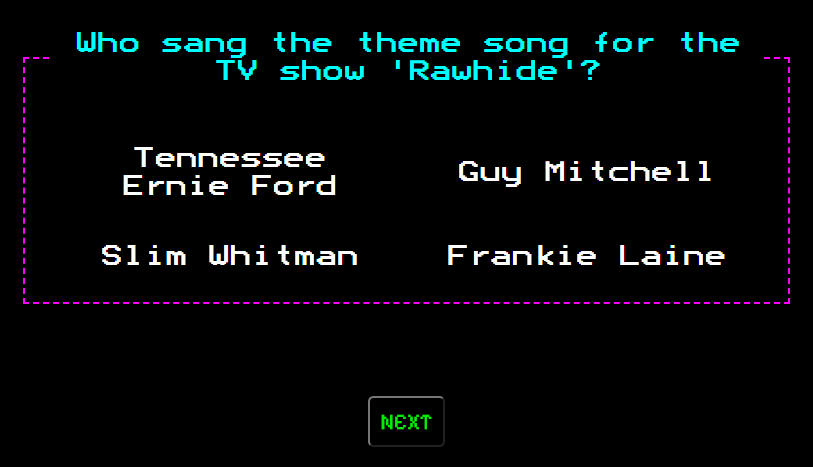 Who sang the theme song for the
TV show 'Rawhide'?
Tennessee
Ernie Ford
Guy Mitchell
Slim Whitman
Frankie Laine
NEXT